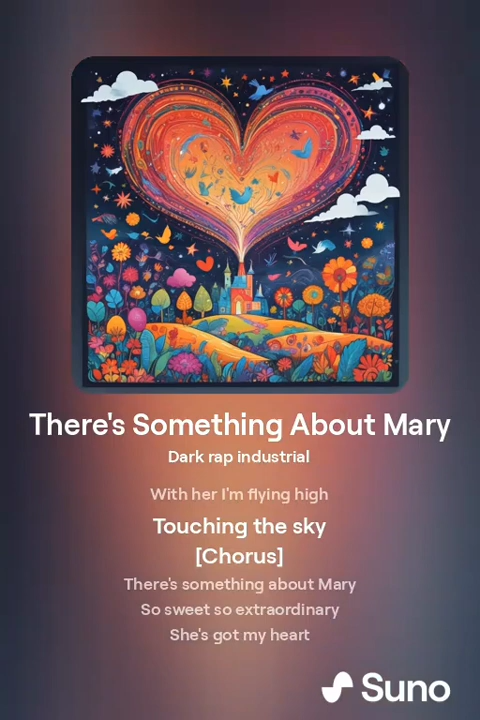 There's Something About Mary
Dark rap industrial
With her I'm flying high
Touching the sky
[Chorus]
There's something about Mary
So sweet so extraordinary
She's got my heart
Suno